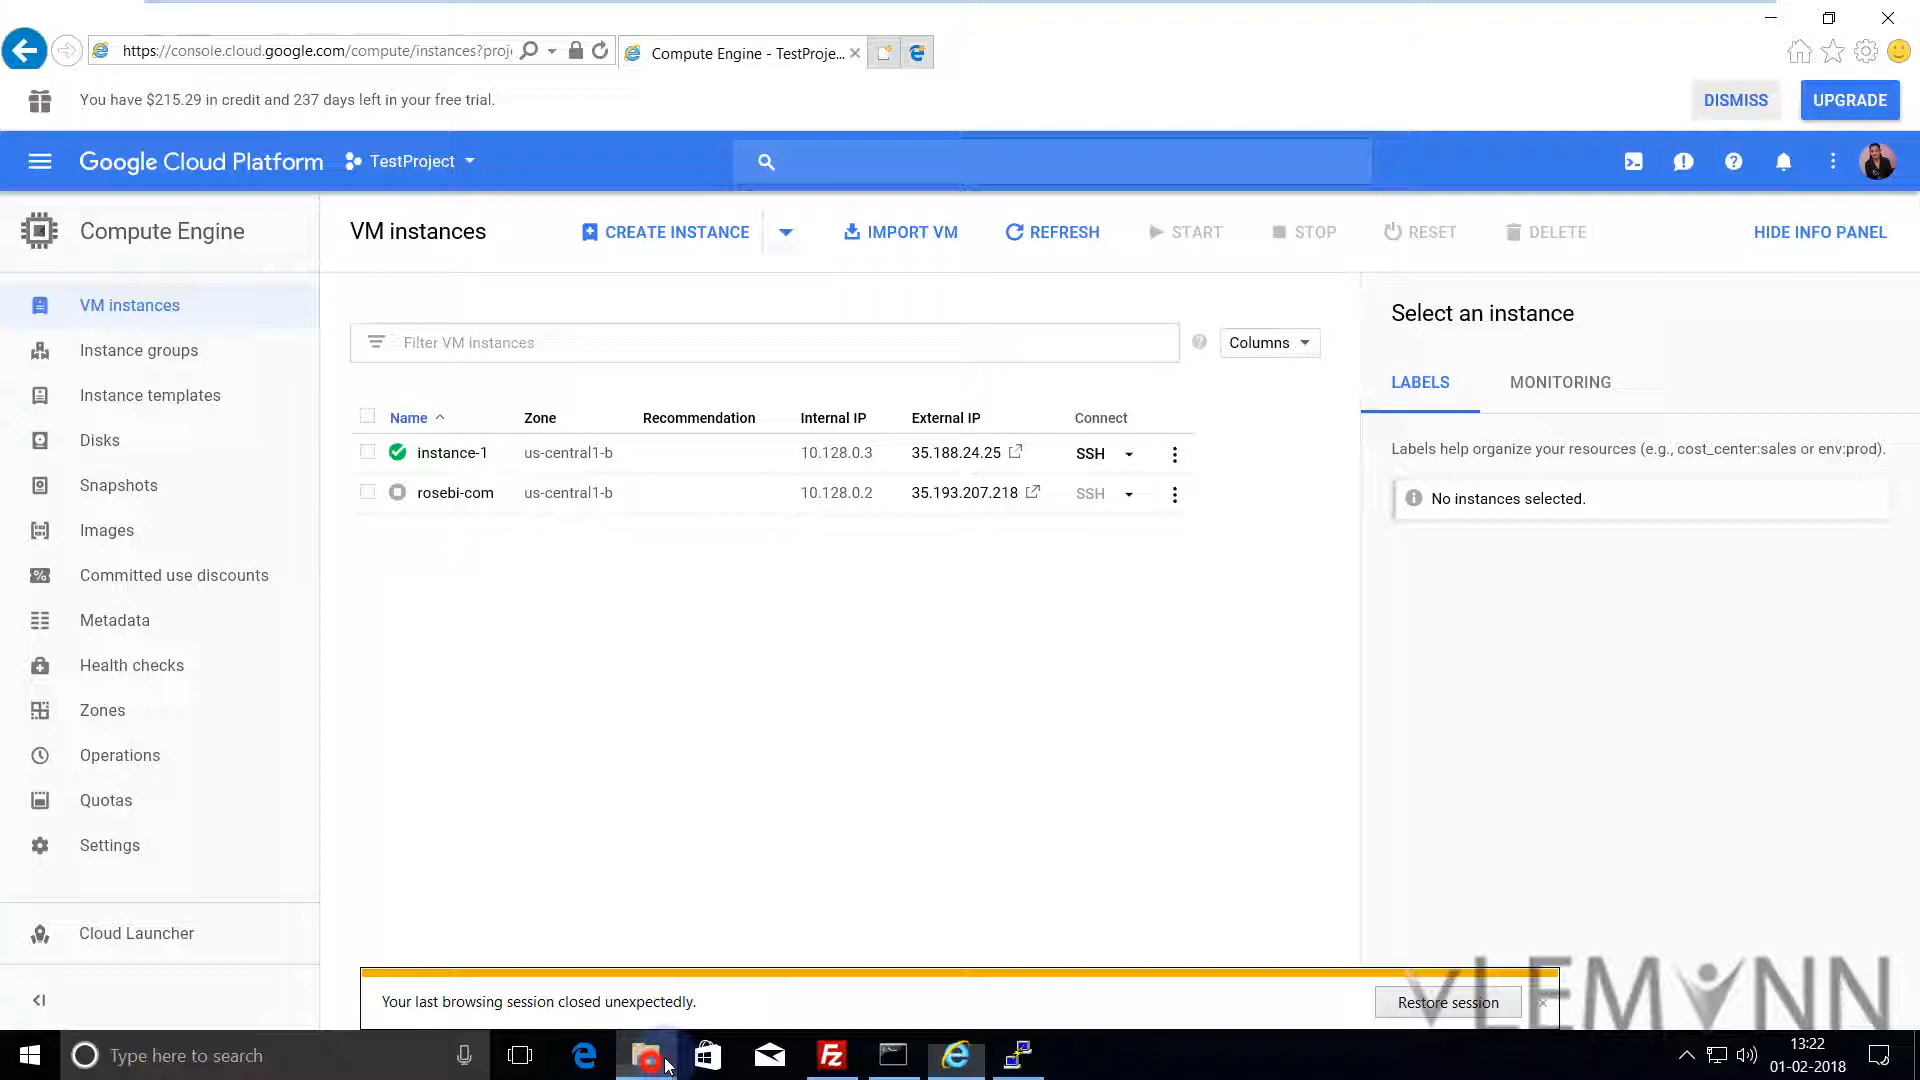 https://console.cloud.google.com/compute/instances?proj
Compute Engine - TestProje...
You have $215.29 in credit and 237 days left in your free trial.
DISMISS
UPGRADE
Google Cloud Platform
TestProject
Compute Engine
VM instances
CREATE INSTANCE
IMPORT VM
REFRESH
START
STOP
RESET
DELETE
HIDE INFO PANEL
VM instances
Instance groups
Instance templates
Disks
Snapshots
Images
Committed use discounts
Metadata
Health checks
Zones
Operations
Quotas
Settings
Cloud Launcher
Filter VM instances
Columns
Name Zone Recommendation Internal IP External IP Connect
instance-1 us-central1-b 10.128.0.3 35.188.24.25 SSH
rosebi-com us-central1-b 10.128.0.2 35.193.207.218 SSH
Select an instance
LABELS
MONITORING
Labels help organize your resources (e.g., cost_center:sales or env:prod).
No instances selected.
Your last browsing session closed unexpectedly.
Restore session
Type here to search
13:22
01-02-2018